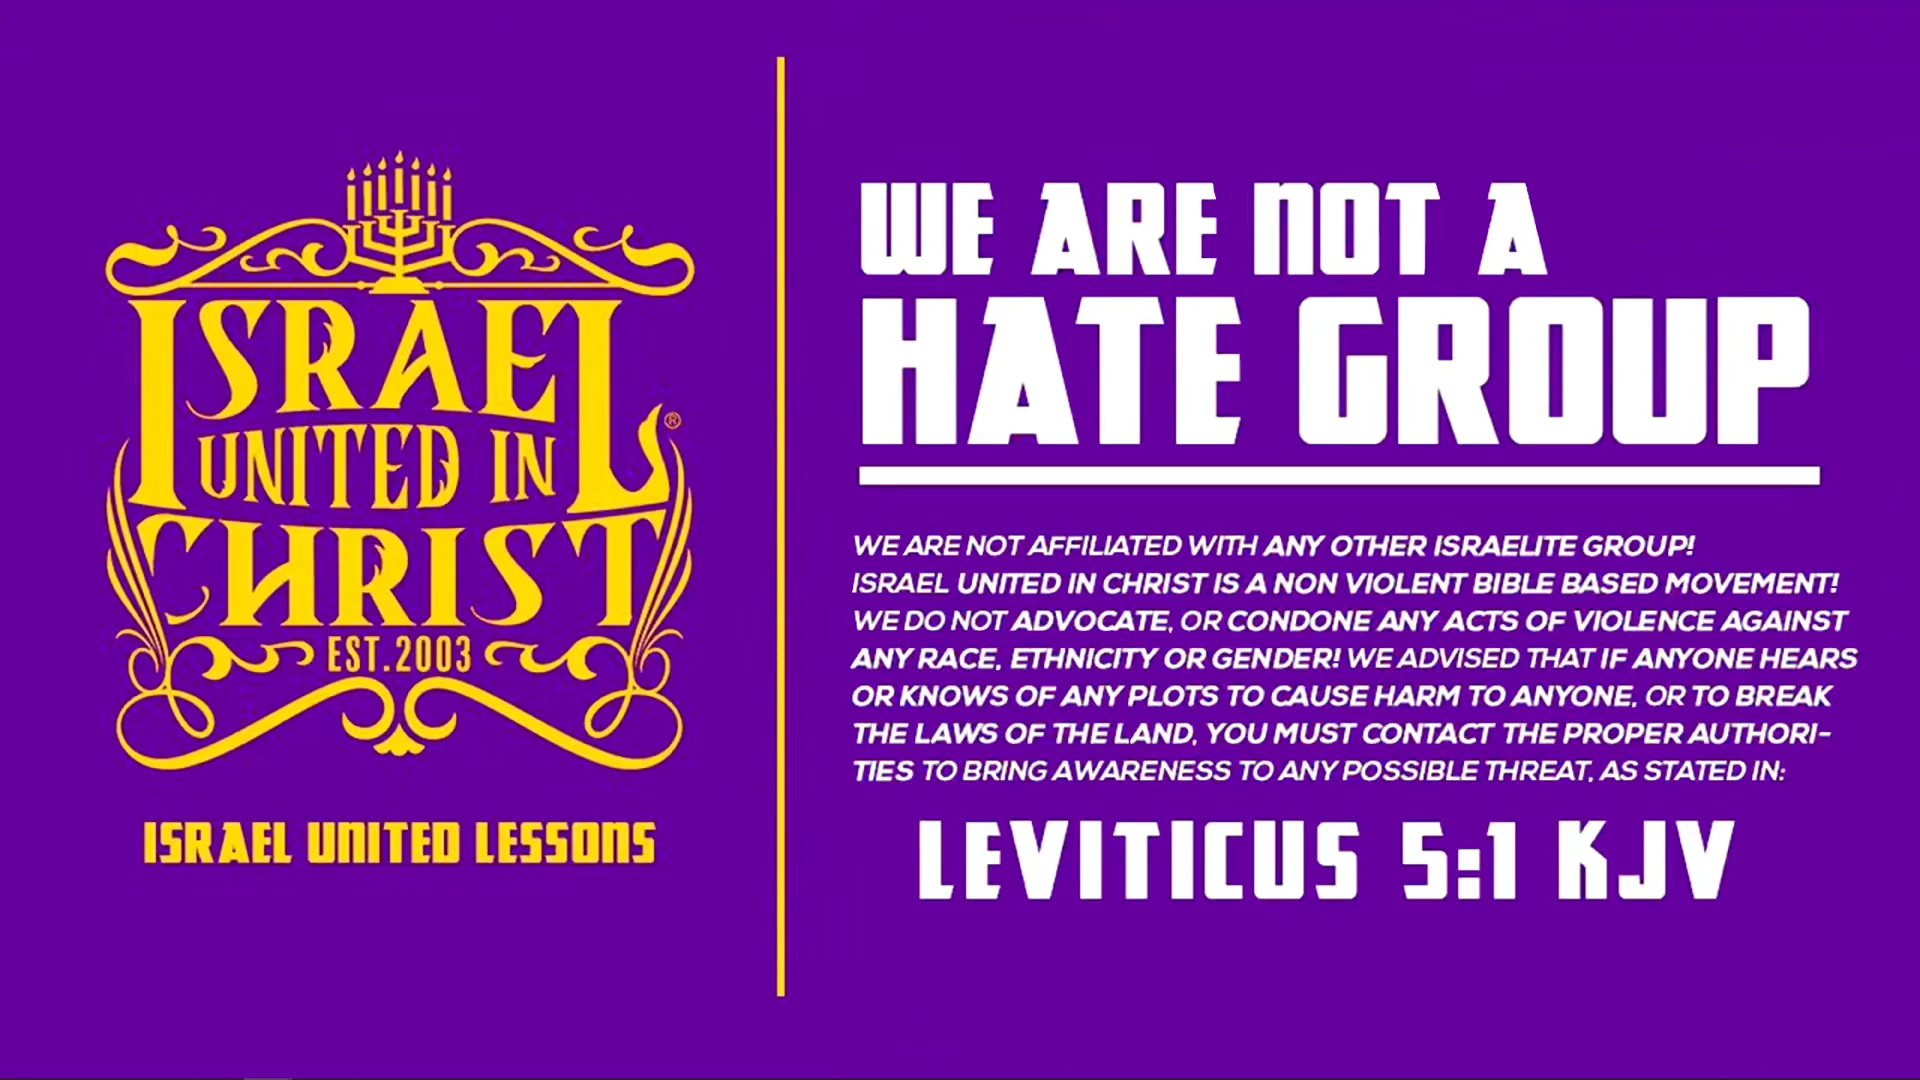 ISRAEL
UNITED IN
CHRIST
®
EST.2003
ISRAEL UNITED LESSONS
WE ARE NOT A
HATE GROUP
WE ARE NOT AFFILIATED WITH ANY OTHER ISRAELITE GROUP!
ISRAEL UNITED IN CHRIST IS A NON VIOLENT BIBLE BASED MOVEMENT!
WE DO NOT ADVOCATE, OR CONDONE ANY ACTS OF VIOLENCE AGAINST
ANY RACE, ETHNICITY OR GENDER! WE ADVISED THAT IF ANYONE HEARS
OR KNOWS OF ANY PLOTS TO CAUSE HARM TO ANYONE, OR TO BREAK
THE LAWS OF THE LAND, YOU MUST CONTACT THE PROPER AUTHORI-
TIES TO BRING AWARENESS TO ANY POSSIBLE THREAT, AS STATED IN:
LEVITICUS 5:1 KJV